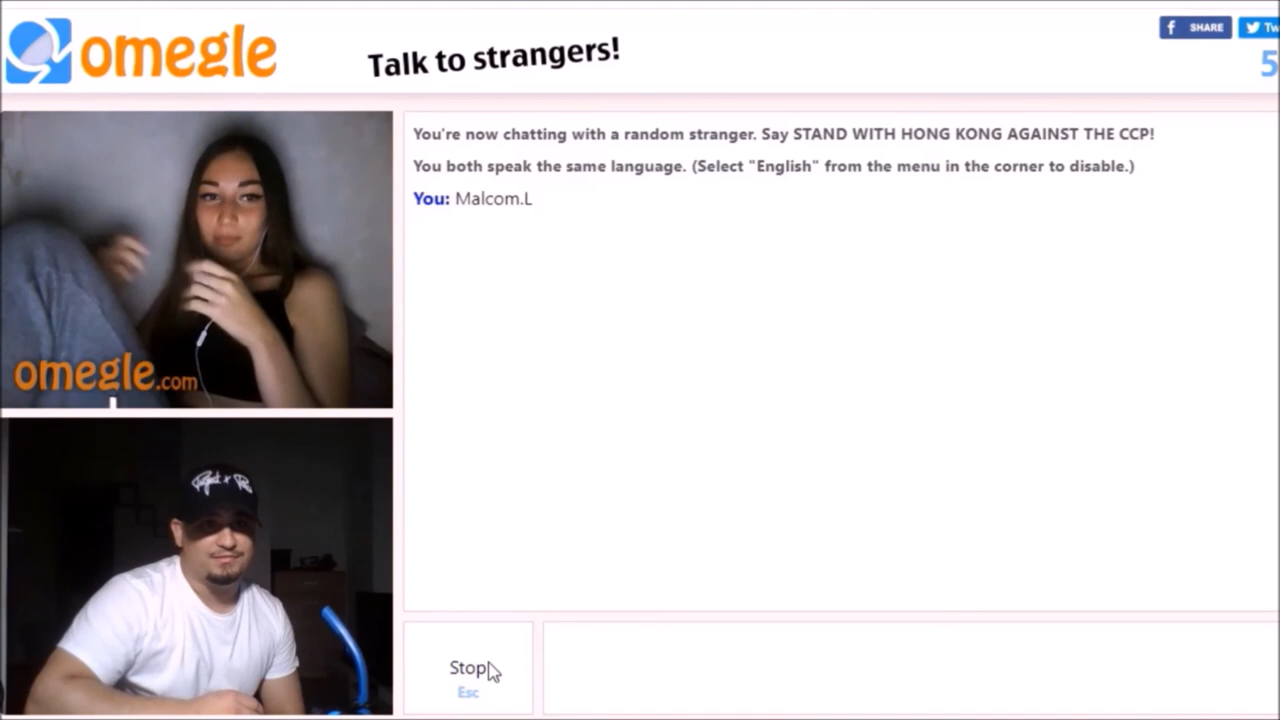 omegle
Talk to strangers!
SHARE
Tw
5
You're now chatting with a random stranger. Say STAND WITH HONG KONG AGAINST THE CCP!
You both speak the same language. (Select "English" from the menu in the corner to disable.)
You: Malcom.L
omegle.com
Stop
Esc